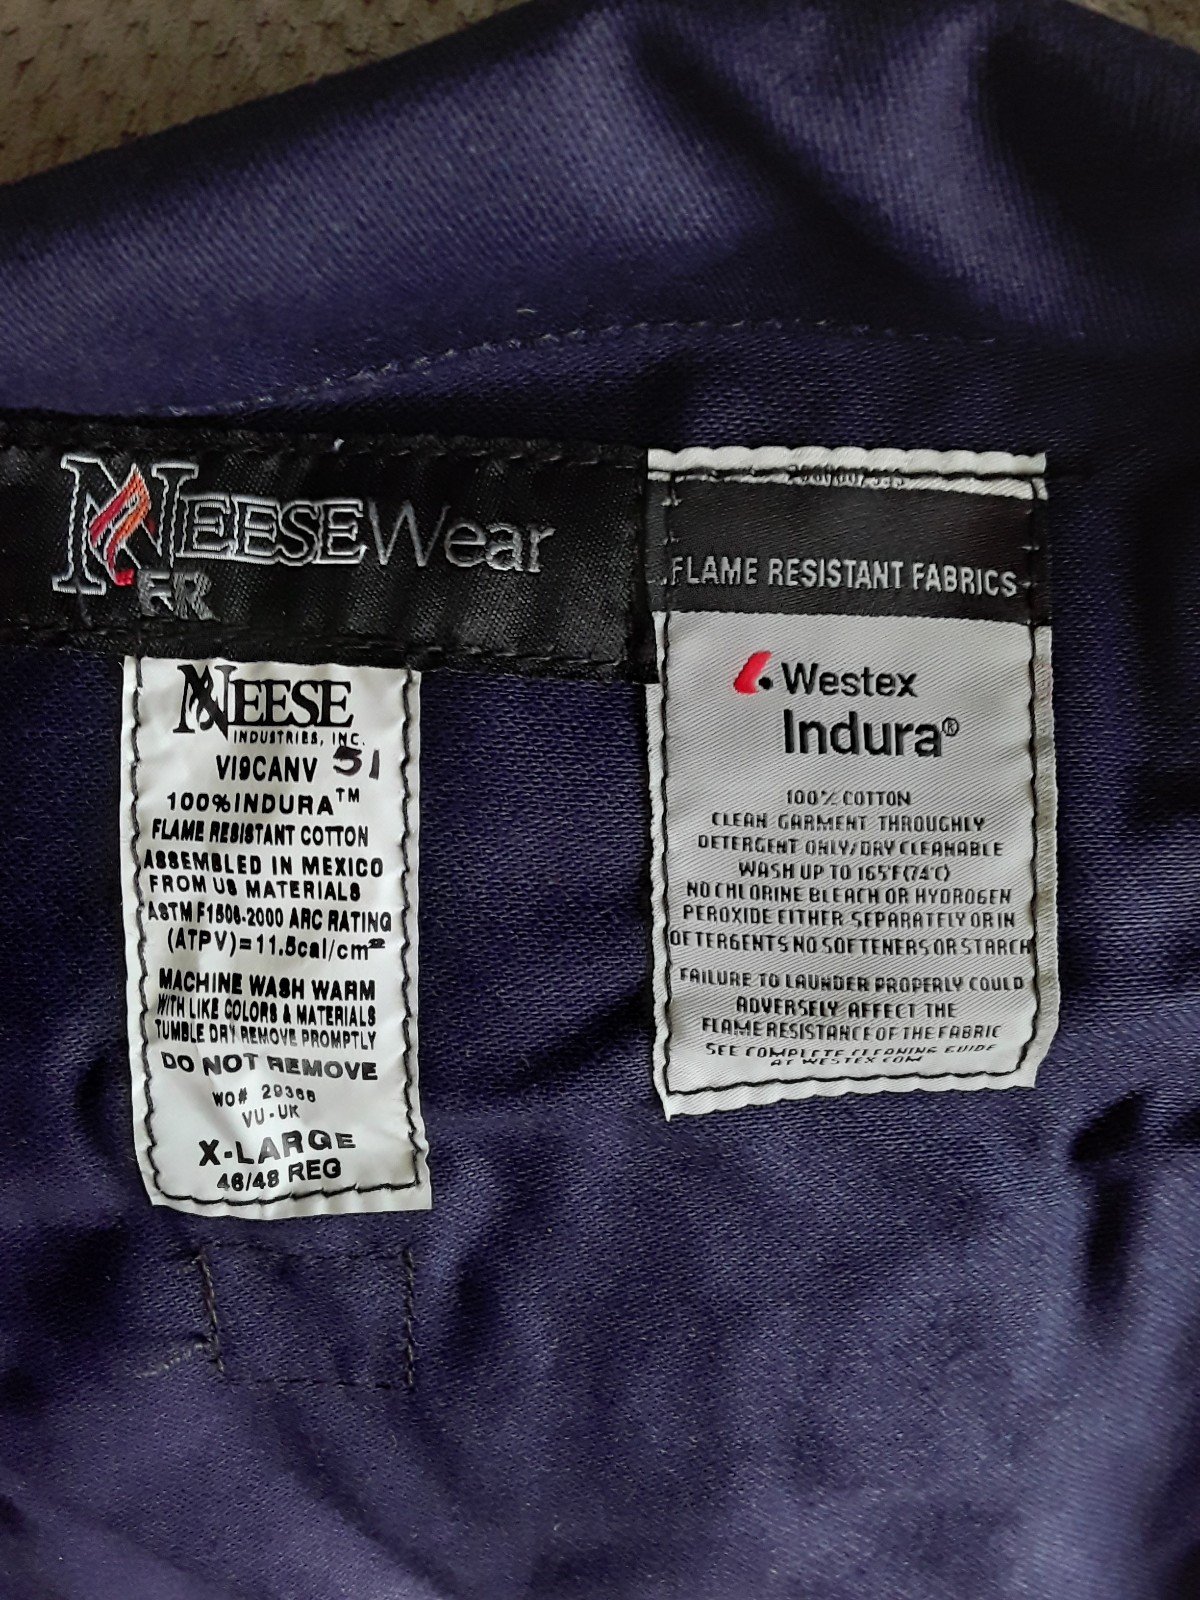 NEESE Wear
FR
NEESE
INDUSTRIES, INC.
VI9CANV 31
100%INDURA™
FLAME RESISTANT COTTON
ASSEMBLED IN MEXICO
FROM US MATERIALS
ASTM F1506-2000 ARC RATING
(ATPV)=11.5cal/cm²
MACHINE WASH WARM
WITH LIKE COLORS & MATERIALS
TUMBLE DRY REMOVE PROMPTLY
DO NOT REMOVE
WO# 29366
VU-UK
X-LARGE
46/48 REG
FLAME RESISTANT FABRICS
Westex
Indura®
100% COTTON
CLEAN GARMENT THROUGHLY
DETERGENT ONLY/DRY CLEANABLE
WASH UP TO 165°F(74°C)
NO CHLORINE BLEACH OR HYDROGEN
PEROXIDE EITHER SEPARATELY OR IN
DETERGENTS NO SOFTENERS OR STARCH
FAILURE TO LAUNDER PROPERLY COULD
ADVERSELY AFFECT THE
FLAME RESISTANCE OF THE FABRIC
SEE COMPLETE CLEANING GUIDE
AT WESTEX.COM